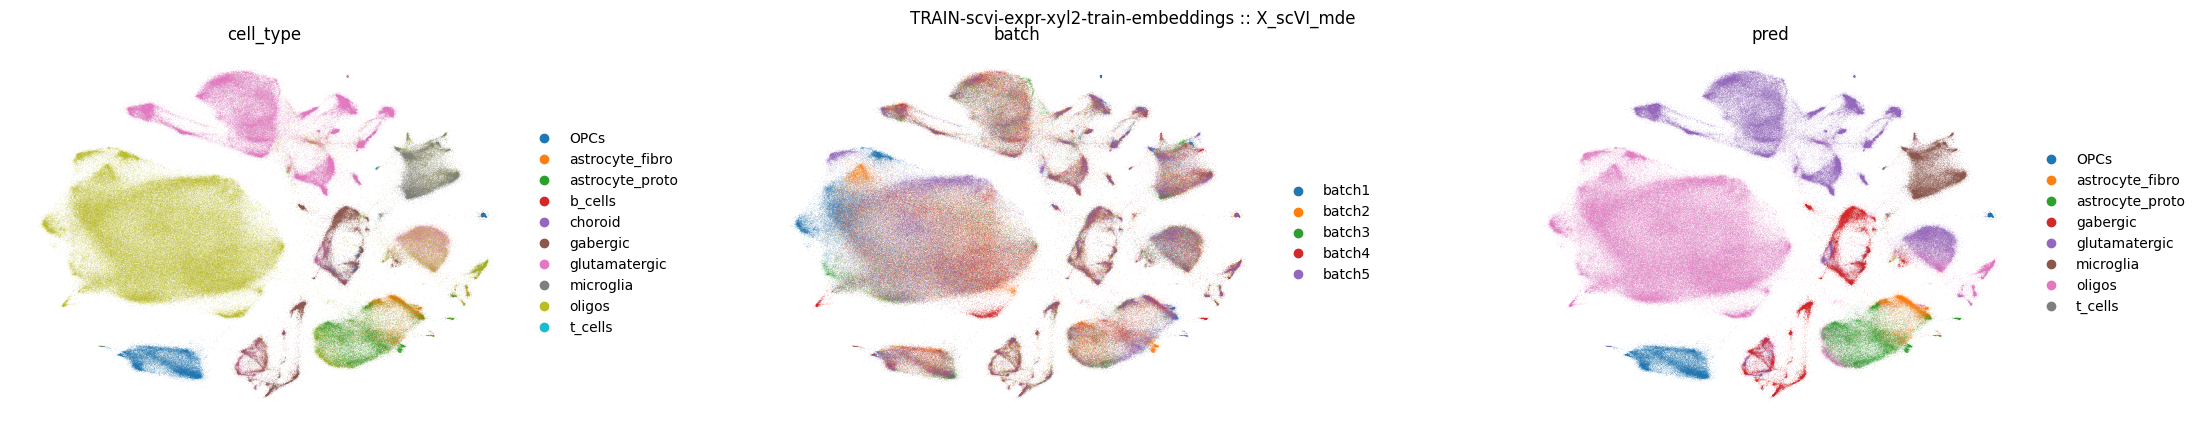 TRAIN-scvi-expr-xyl2-train-embeddings :: X_scVI_mde
cell_type
batch
pred
OPCs
astrocyte_fibro
astrocyte_proto
b_cells
choroid
gabergic
glutamatergic
microglia
oligos
t_cells
batch1
batch2
batch3
batch4
batch5
OPCs
astrocyte_fibro
astrocyte_proto
gabergic
glutamatergic
microglia
oligos
t_cells